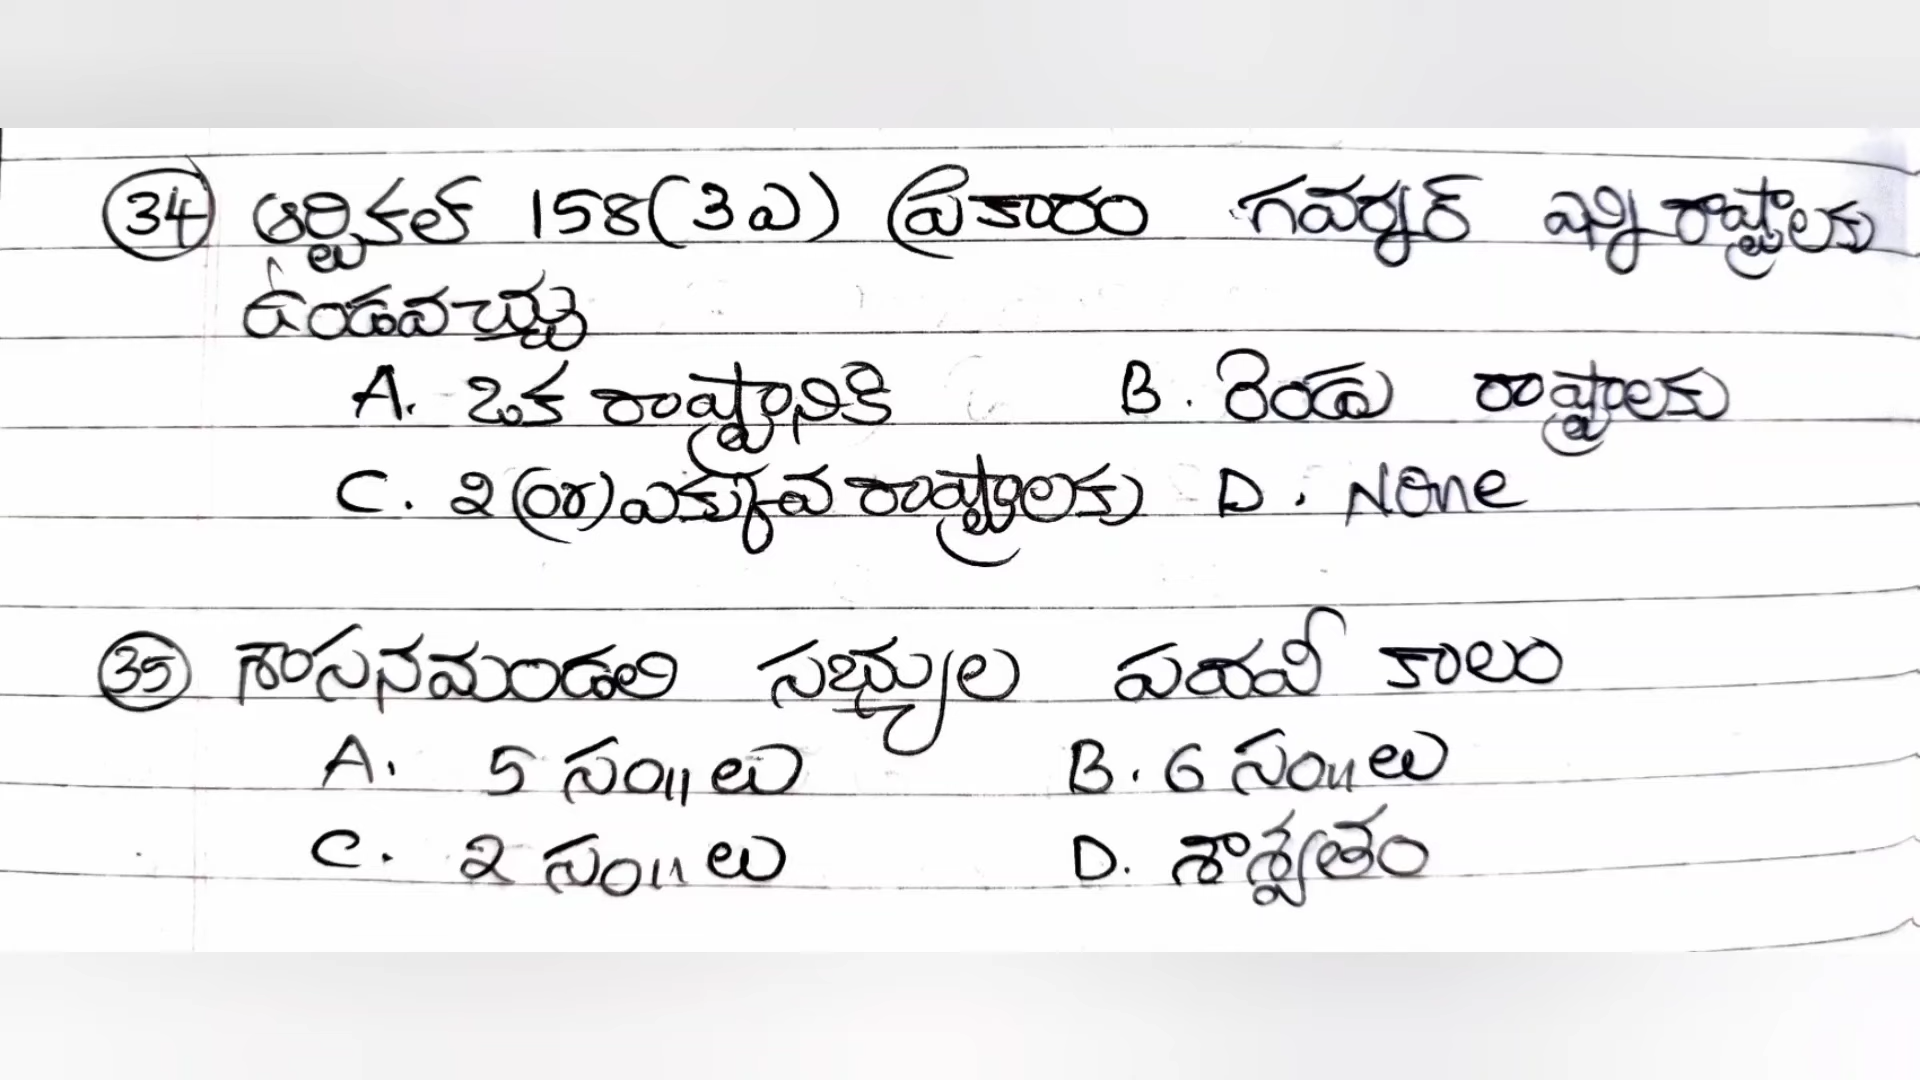 34 ఆర్టికల్ 158(3ఎ) ప్రకారం గవర్నర్ ఎన్ని రాష్ట్రాలకు
ఉండవచ్చు
A. ఒక రాష్ట్రానికి B. రెండు రాష్ట్రాలకు
C. 2 (or) ఎక్కువ రాష్ట్రాలకు D. None
35 శాసనమండలి సభ్యుల పదవీ కాలం
A. 5 సం॥లు B. 6 సం॥లు
C. 2 సం॥లు D. శాశ్వతం